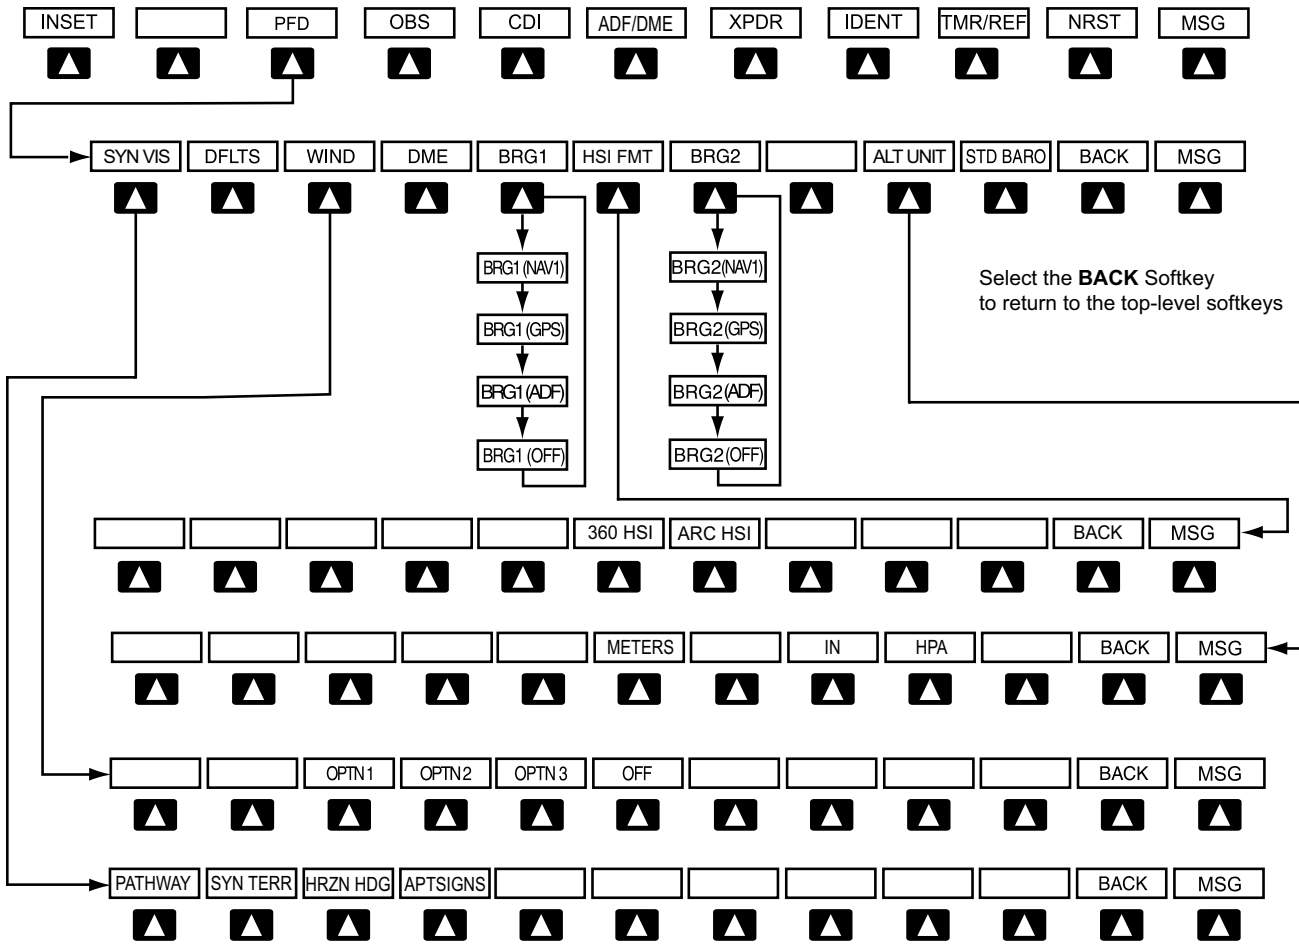 INSET PFD OBS CDI ADF/DME XPDR IDENT TMR/REF NRST MSG
SYN VIS DFLTS WIND DME BRG1 HSI FMT BRG2 ALT UNIT STD BARO BACK MSG
BRG1 (NAV1) BRG2(NAV1)
BRG1 (GPS) BRG2(GPS)
BRG1(ADF) BRG2(ADF)
BRG1 (OFF) BRG2(OFF)
Select the BACK Softkey
to return to the top-level softkeys
360 HSI ARC HSI BACK MSG
METERS IN HPA BACK MSG
OPTN 1 OPTN 2 OPTN 3 OFF BACK MSG
PATHWAY SYN TERR HRZN HDG APTSIGNS BACK MSG